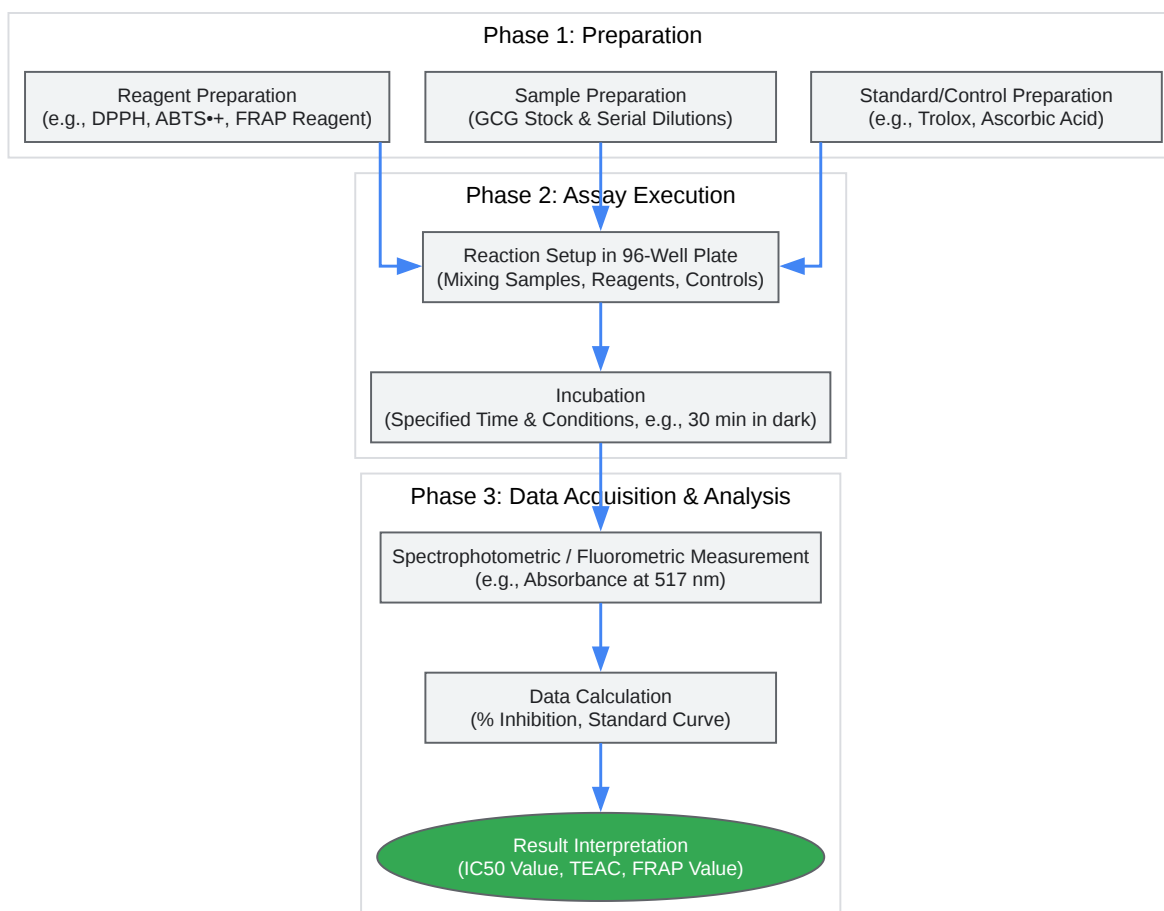 Phase 1: Preparation
Reagent Preparation
(e.g., DPPH, ABTS•+, FRAP Reagent)
Sample Preparation
(GCG Stock & Serial Dilutions)
Standard/Control Preparation
(e.g., Trolox, Ascorbic Acid)
Phase 2: Assay Execution
Reaction Setup in 96-Well Plate
(Mixing Samples, Reagents, Controls)
Incubation
(Specified Time & Conditions, e.g., 30 min in dark)
Phase 3: Data Acquisition & Analysis
Spectrophotometric / Fluorometric Measurement
(e.g., Absorbance at 517 nm)
Data Calculation
(% Inhibition, Standard Curve)
Result Interpretation
(IC50 Value, TEAC, FRAP Value)